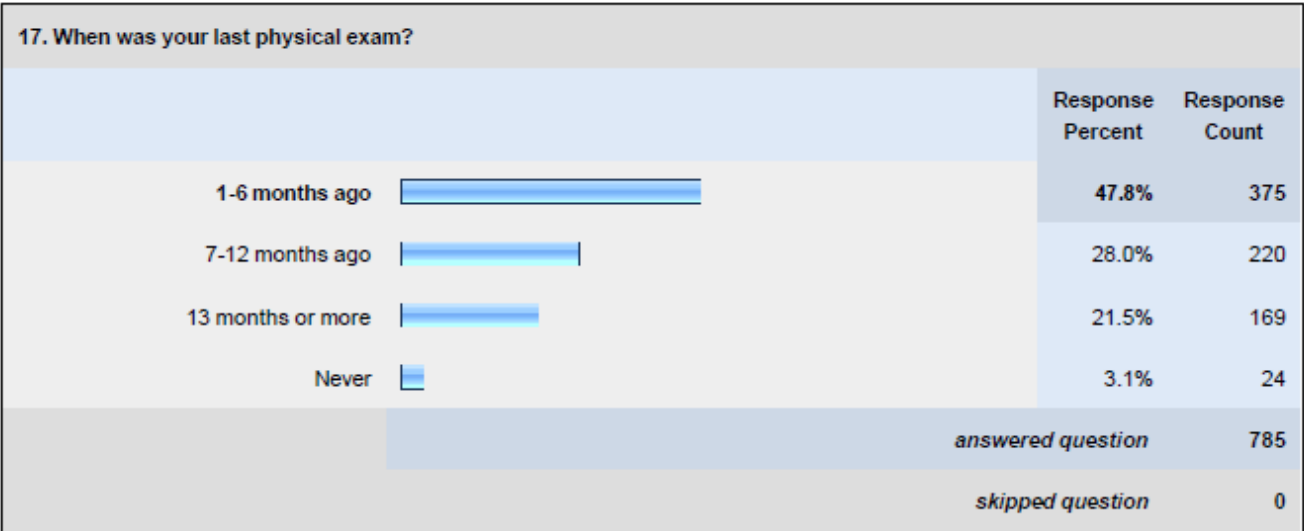 17. When was your last physical exam?
Response Percent Response Count
1-6 months ago 47.8% 375
7-12 months ago 28.0% 220
13 months or more 21.5% 169
Never 3.1% 24
answered question 785
skipped question 0